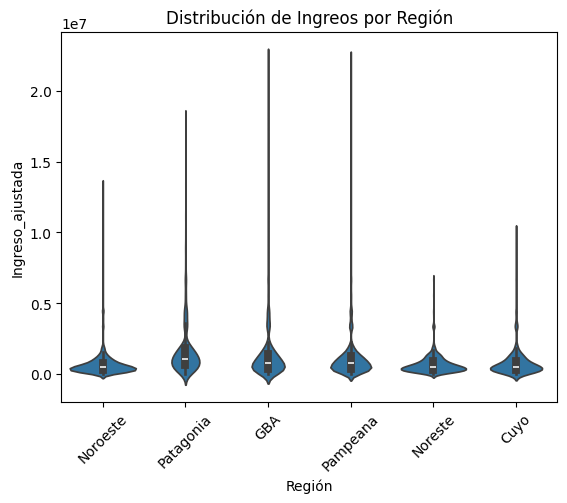 Distribución de Ingreos por Región
1e7
2.0
1.5
1.0
0.5
0.0
Ingreso_ajustada
Noroeste
Patagonia
GBA
Pampeana
Noreste
Cuyo
Región